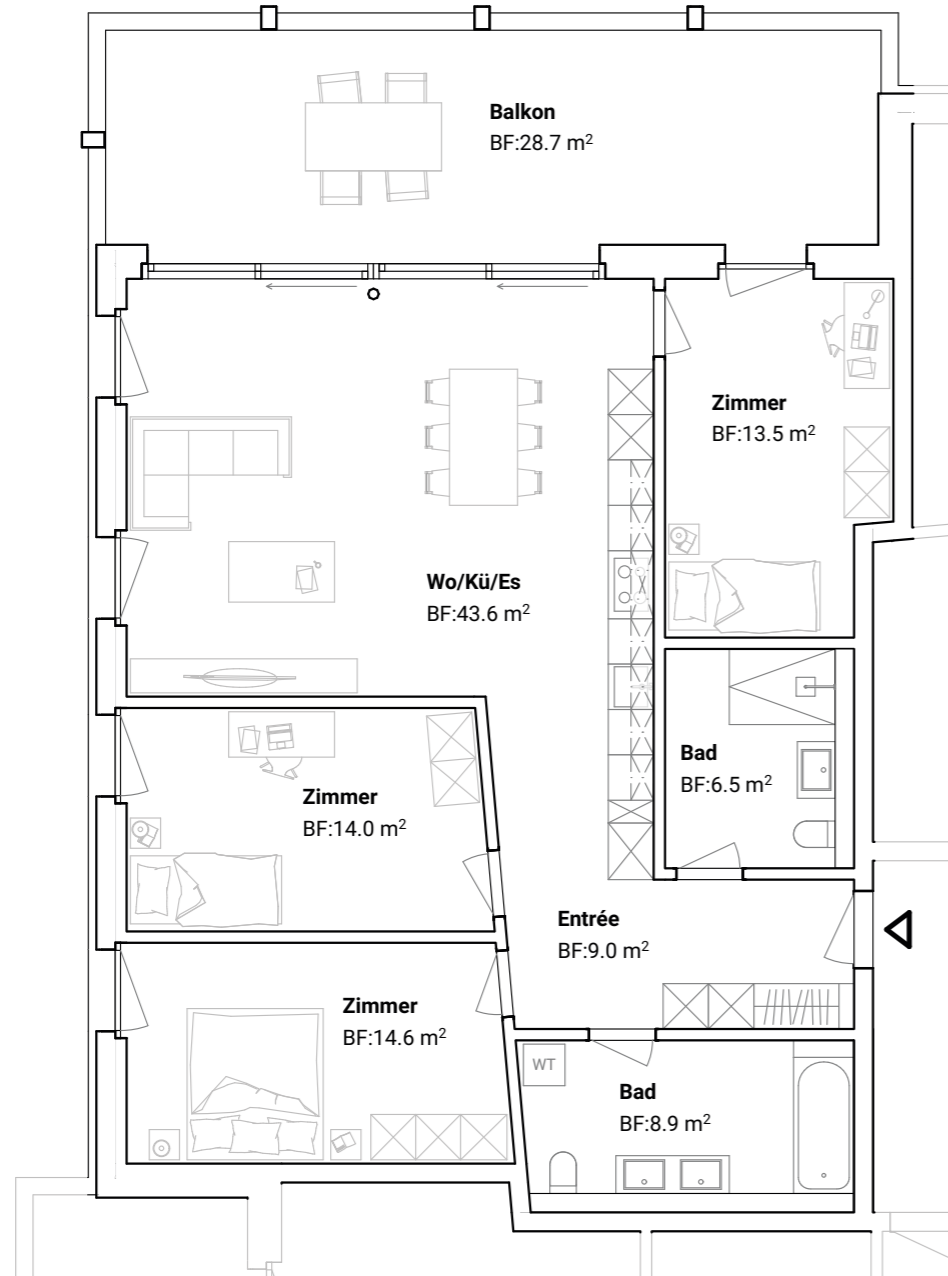 Balkon
BF:28.7 m²
Zimmer
BF:13.5 m²
Wo/Kü/Es
BF:43.6 m²
Bad
BF:6.5 m²
Zimmer
BF:14.0 m²
Entrée
BF:9.0 m²
Zimmer
BF:14.6 m²
WT
Bad
BF:8.9 m²